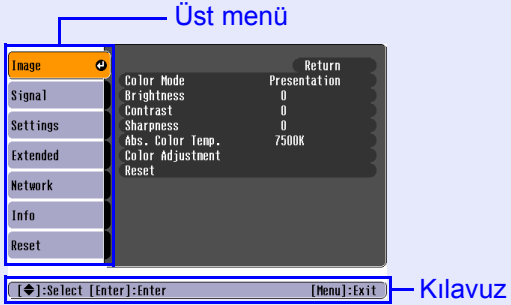 Üst menü
Image
Signal
Settings
Extended
Network
Info
Reset
Return
Color Mode Presentation
Brightness 0
Contrast 0
Sharpness 0
Abs. Color Temp. 7500K
Color Adjustment
Reset
[◆]:Select [Enter]:Enter [Menu]:Exit
Kılavuz